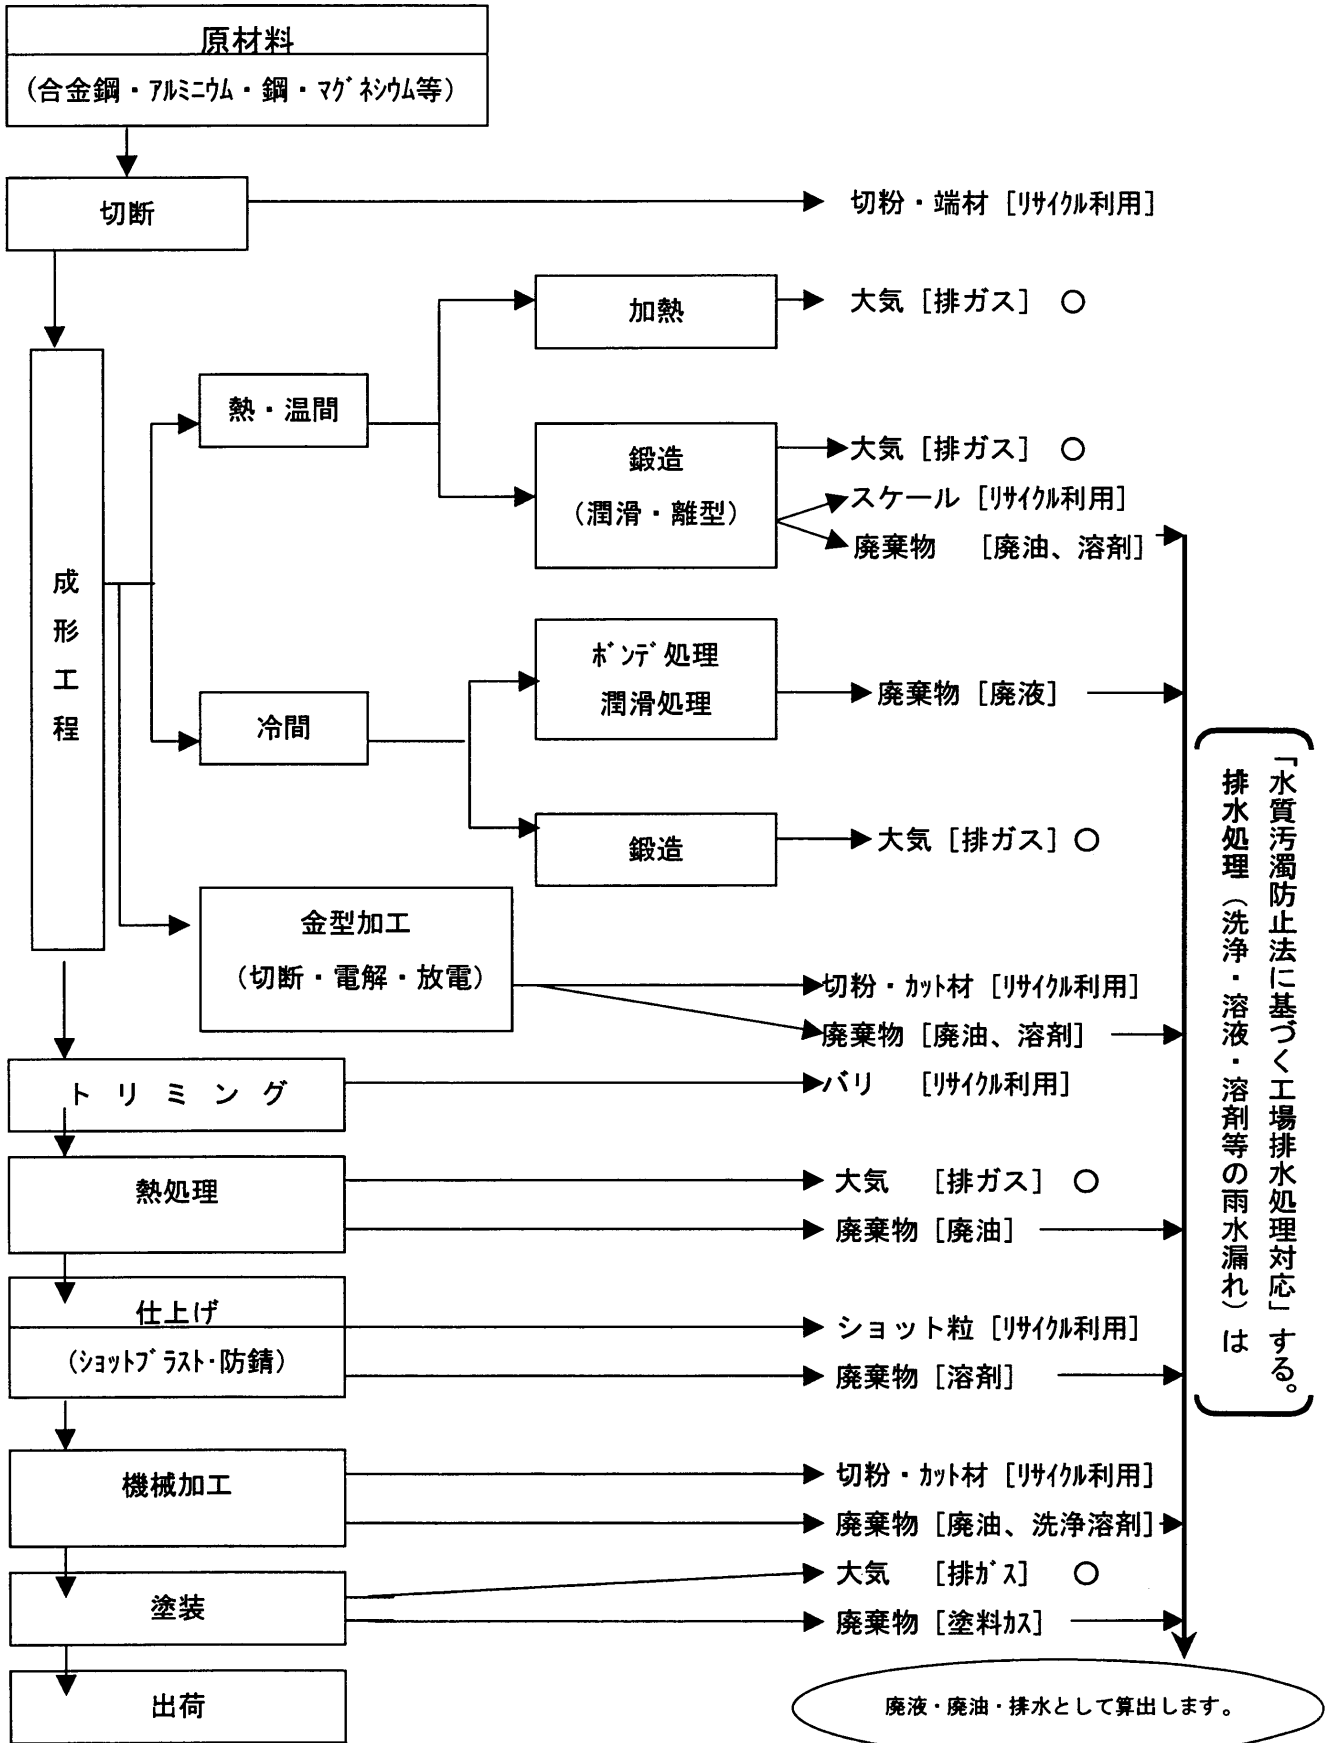 原材料
(合金鋼・ｱﾙﾐﾆｳﾑ・鋼・ﾏｸﾞﾈｼｳﾑ等)
切断
切粉・端材 [ﾘｻｲｸﾙ利用]
加熱
大気 [排ガス] ○
熱・温間
鍛造
(潤滑・離型)
大気 [排ガス] ○
スケール [ﾘｻｲｸﾙ利用]
廃棄物 [廃油、溶剤]
成形工程
ﾎﾞﾝﾃﾞ処理
潤滑処理
廃棄物 [廃液]
冷間
鍛造
大気 [排ガス] ○
金型加工
(切断・電解・放電)
切粉・ｶｯﾄ材 [ﾘｻｲｸﾙ利用]
廃棄物 [廃油、溶剤]
トリミング
バリ [ﾘｻｲｸﾙ利用]
熱処理
大気 [排ガス] ○
廃棄物 [廃油]
仕上げ
(ｼｮｯﾄﾌﾞﾗｽﾄ・防錆)
ショット粒 [ﾘｻｲｸﾙ利用]
廃棄物 [溶剤]
機械加工
切粉・ｶｯﾄ材 [ﾘｻｲｸﾙ利用]
廃棄物 [廃油、洗浄溶剤]
塗装
大気 [排ｶﾞｽ] ○
廃棄物 [塗料ｶｽ]
出荷
「水質汚濁防止法に基づく工場排水処理対応」する。
排水処理（洗浄・溶液・溶剤等の雨水漏れ）は
廃液・廃油・排水として算出します。